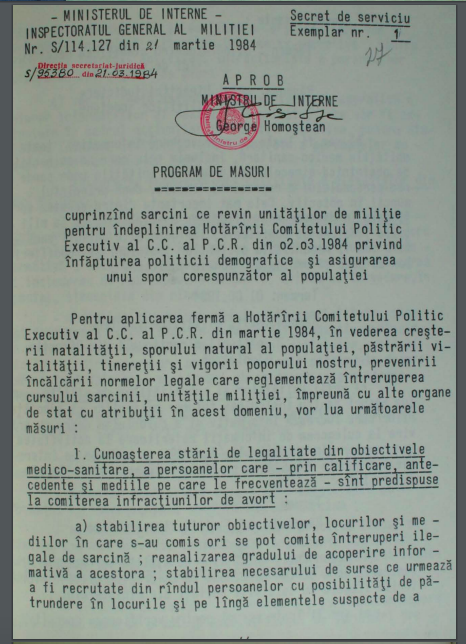 - MINISTERUL DE INTERNE -
INSPECTORATUL GENERAL AL MILITIEI
Nr. S/114.127 din 21 martie 1984
Secret de serviciu
Exemplar nr. 1
27
Direcția secretariat-juridică
S/95380 din 21.03.1984
A P R O B
MINISTRU DE INTERNE
George Homoştean
PROGRAM DE MASURI
=================
cuprinzînd sarcini ce revin unităţilor de miliţie
pentru îndeplinirea Hotărîrii Comitetului Politic
Executiv al C.C. al P.C.R. din o2.o3.1984 privind
înfăptuirea politicii demografice şi asigurarea
unui spor corespunzător al populaţiei
Pentru aplicarea fermă a Hotărîrii Comitetului Politic
Executiv al C.C. al P.C.R. din martie 1984, în vederea creşte-
rii natalităţii, sporului natural al populaţiei, păstrării vi-
talităţii, tinereţii şi vigorii poporului nostru, prevenirii
încălcării normelor legale care reglementează întreruperea
cursului sarcinii, unităţile miliţiei, împreună cu alte organe
de stat cu atribuţii în acest domeniu, vor lua următoarele
măsuri :
1. Cunoaşterea stării de legalitate din obiectivele
medico-sanitare, a persoanelor care - prin calificare, ante-
cedente şi mediile pe care le frecventează - sînt predispuse
la comiterea infracţiunilor de avort :
a) stabilirea tuturor obiectivelor, locurilor şi me -
diilor în care s-au comis ori se pot comite întreruperi ile-
gale de sarcină ; reanalizarea gradului de acoperire infor -
mativă a acestora ; stabilirea necesarului de surse ce urmează
a fi recrutate din rîndul persoanelor cu posibilităţi de pă-
trundere în locurile şi pe lîngă elementele suspecte de a